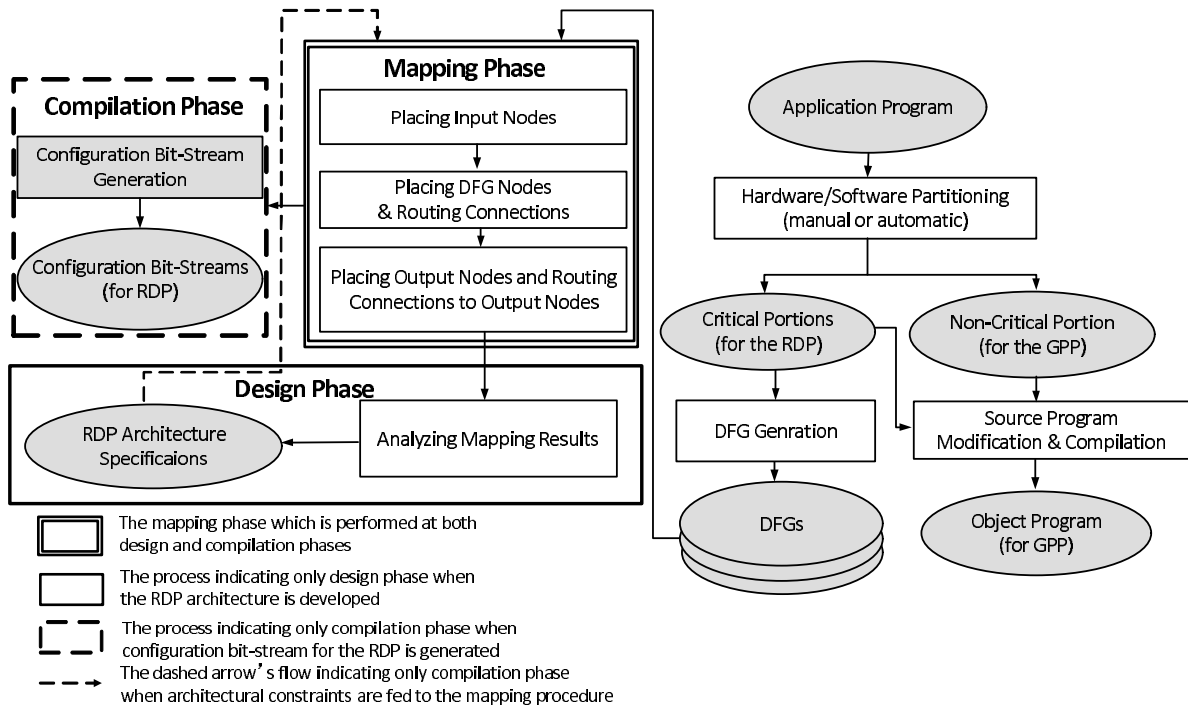 Mapping Phase
Placing Input Nodes
Placing DFG Nodes
& Routing Connections
Placing Output Nodes and Routing
Connections to Output Nodes
Compilation Phase
Configuration Bit-Stream
Generation
Configuration Bit-Streams
(for RDP)
Design Phase
RDP Architecture
Specificaions
Analyzing Mapping Results
Application Program
Hardware/Software Partitioning
(manual or automatic)
Critical Portions
(for the RDP)
Non-Critical Portion
(for the GPP)
DFG Genration
Source Program
Modification & Compilation
DFGs
Object Program
(for GPP)
The mapping phase which is performed at both
design and compilation phases
The process indicating only design phase when
the RDP architecture is developed
The process indicating only compilation phase when
configuration bit-stream for the RDP is generated
The dashed arrow's flow indicating only compilation phase
when architectural constraints are fed to the mapping procedure